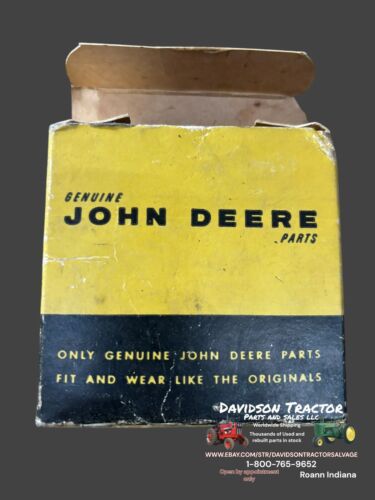 GENUINE
JOHN DEERE
PARTS
ONLY GENUINE JOHN DEERE PARTS
FIT AND WEAR LIKE THE ORIGINALS
DAVIDSON TRACTOR
PARTS AND SALES LLC
Worldwide Shipping
Thousands of Used and
rebuilt parts in stock
WWW.EBAY.COM/STR/DAVIDSONTRACTORSALVAGE
1-800-765-9652
Open by appointment
only
Roann Indiana